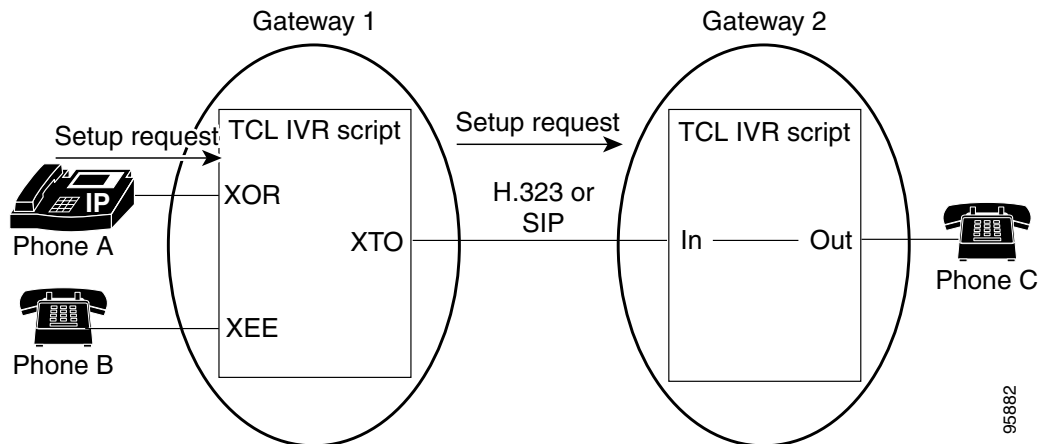 Gateway 1
Gateway 2
Setup request
TCL IVR script
Setup request
TCL IVR script
IP
XOR
H.323 or
SIP
Phone A
XTO
In
Out
Phone C
XEE
Phone B
95882